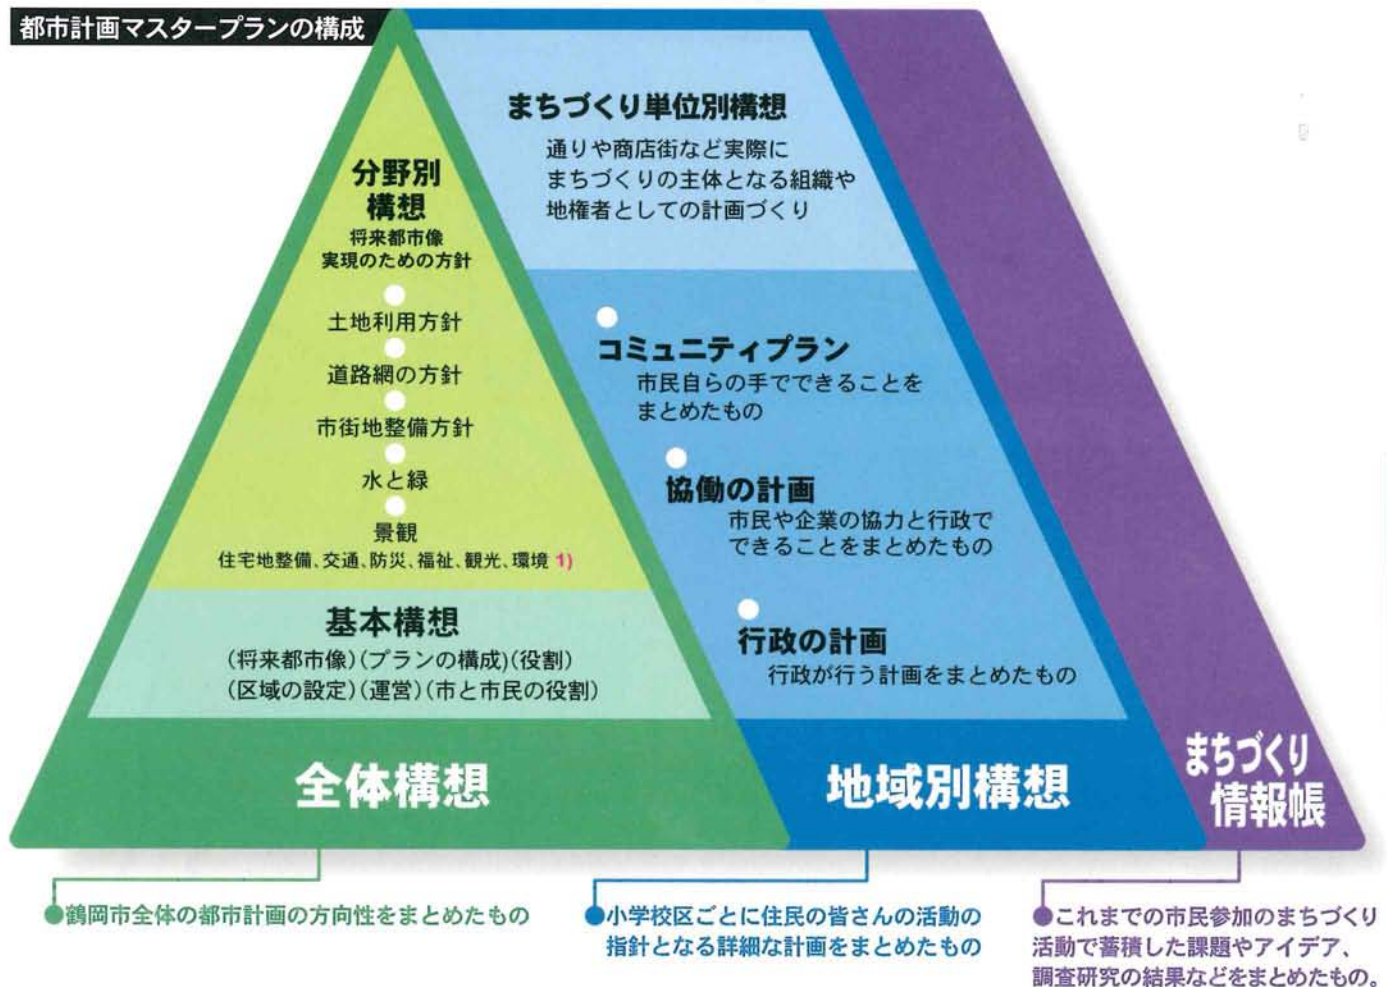 都市計画マスタープランの構成
分野別
構想
将来都市像
実現のための方針
土地利用方針
道路網の方針
市街地整備方針
水と緑
景観
住宅地整備、交通、防災、福祉、観光、環境 1)
基本構想
(将来都市像)(プランの構成)(役割)
(区域の設定)(運営)(市と市民の役割)
全体構想
まちづくり単位別構想
通りや商店街など実際に
まちづくりの主体となる組織や
地権者としての計画づくり
コミュニティプラン
市民自らの手でできることを
まとめたもの
協働の計画
市民や企業の協力と行政で
できることをまとめたもの
行政の計画
行政が行う計画をまとめたもの
地域別構想
まちづくり
情報帳
●鶴岡市全体の都市計画の方向性をまとめたもの
●小学校区ごとに住民の皆さんの活動の
指針となる詳細な計画をまとめたもの
●これまでの市民参加のまちづくり
活動で蓄積した課題やアイデア、
調査研究の結果などをまとめたもの。